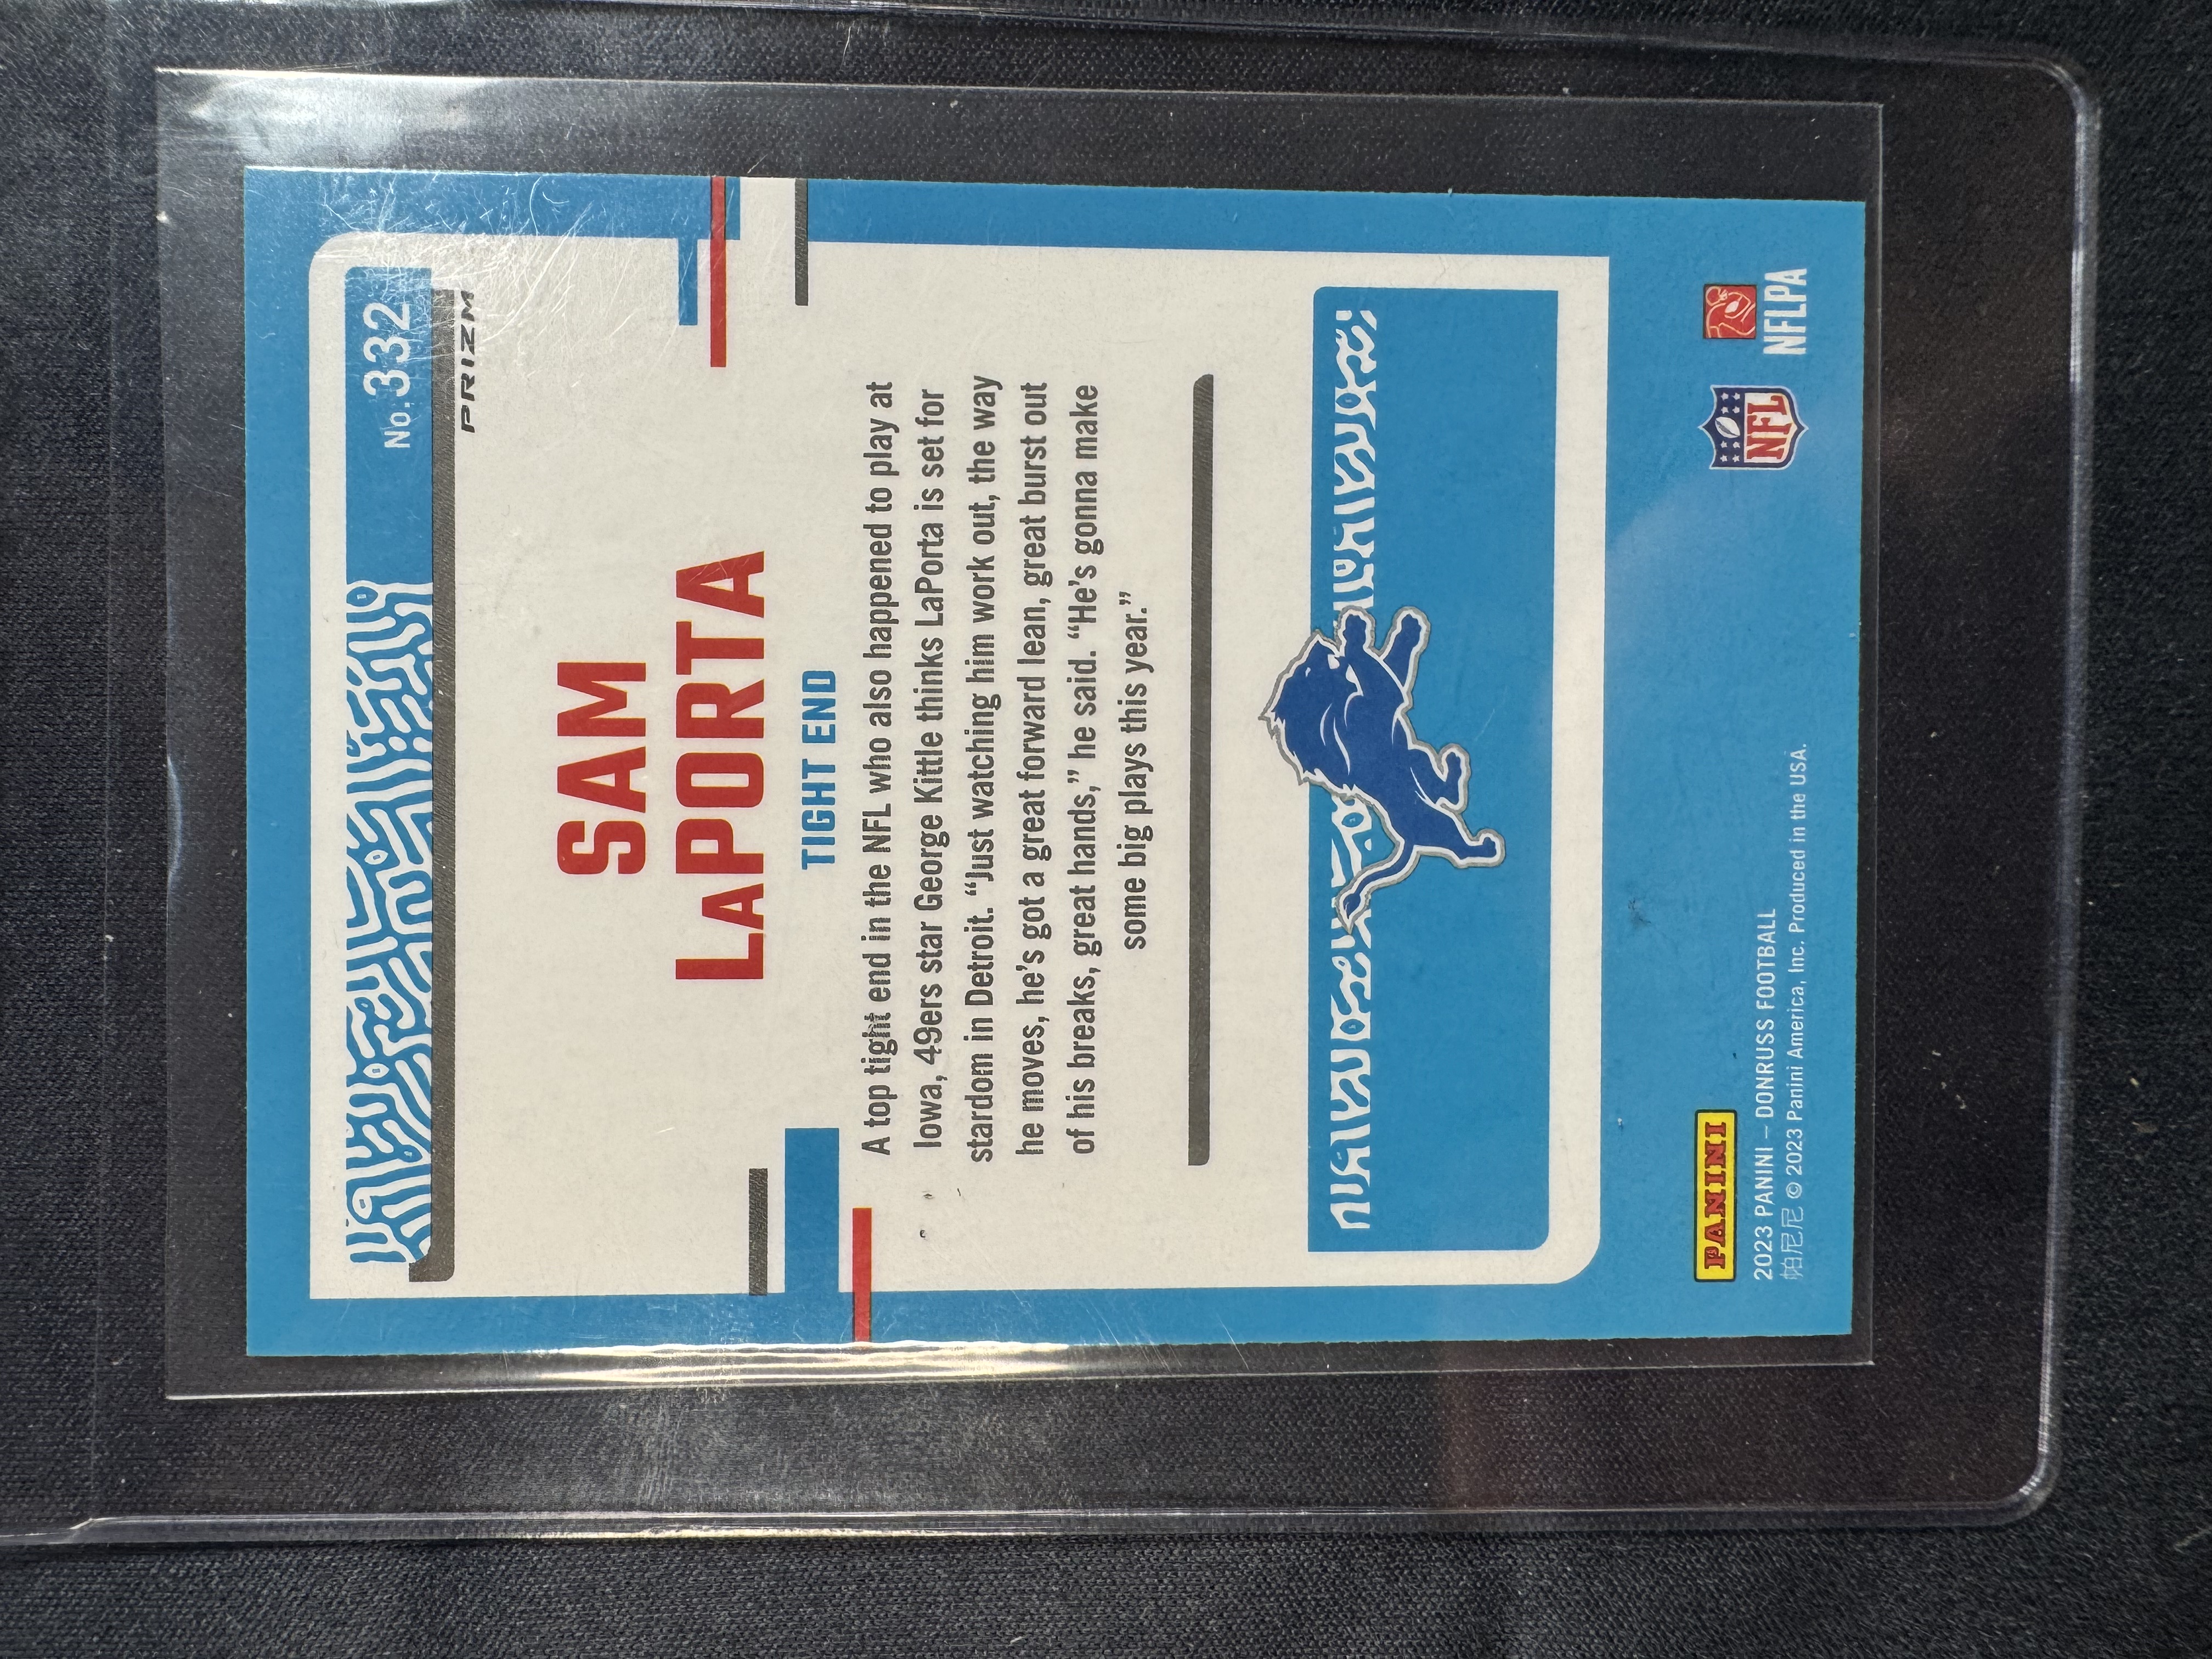 No. 332
PRIZM
SAM
LAPORTA
TIGHT END
A top tight end in the NFL who also happened to play at
Iowa, 49ers star George Kittle thinks LaPorta is set for
stardom in Detroit. “Just watching him work out, the way
he moves, he’s got a great forward lean, great burst out
of his breaks, great hands,” he said. “He’s gonna make
some big plays this year.”
PANINI
NFL
NFLPA
2023 PANINI – DONRUSS FOOTBALL
帕尼尼 © 2023 Panini America, Inc. Produced in the USA.